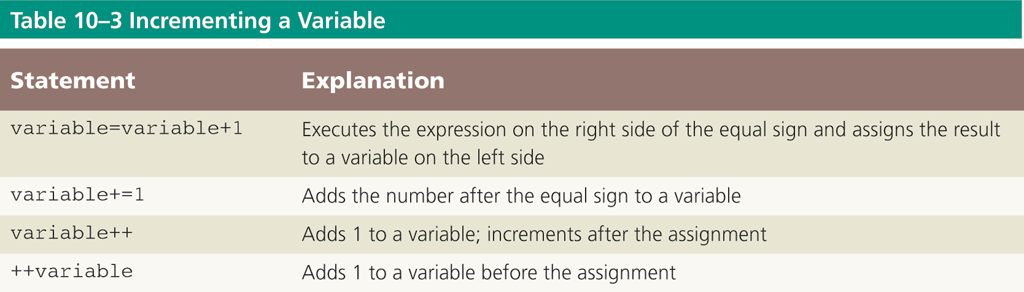 Table 10–3 Incrementing a Variable
Statement Explanation
variable=variable+1 Executes the expression on the right side of the equal sign and assigns the result
to a variable on the left side
variable+=1 Adds the number after the equal sign to a variable
variable++ Adds 1 to a variable; increments after the assignment
++variable Adds 1 to a variable before the assignment